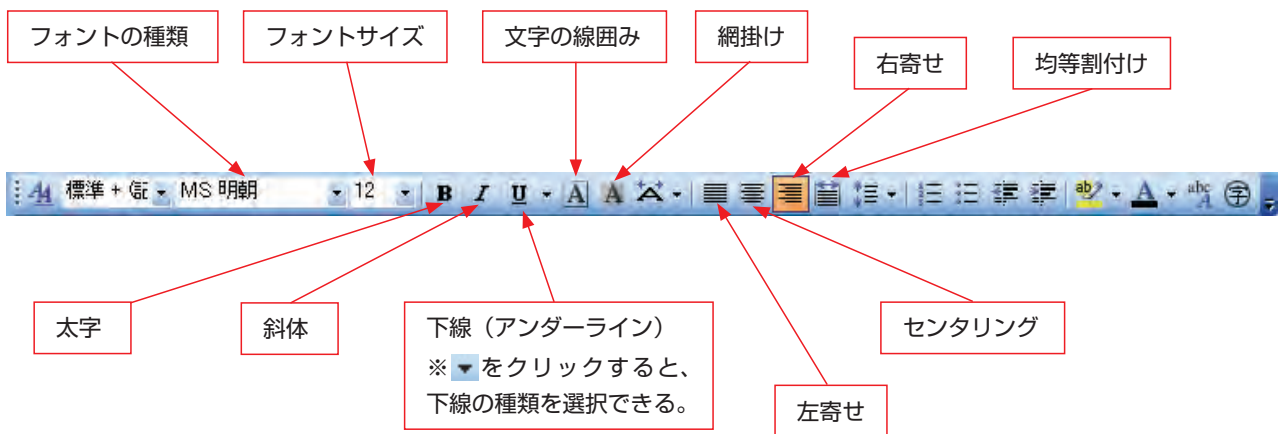 フォントの種類
フォントサイズ
文字の線囲み
網掛け
右寄せ
均等割付け
標準 + MS 明朝 12 B I U A A A A abc A 字
太字
斜体
下線（アンダーライン）
※ をクリックすると、
下線の種類を選択できる。
左寄せ
センタリング